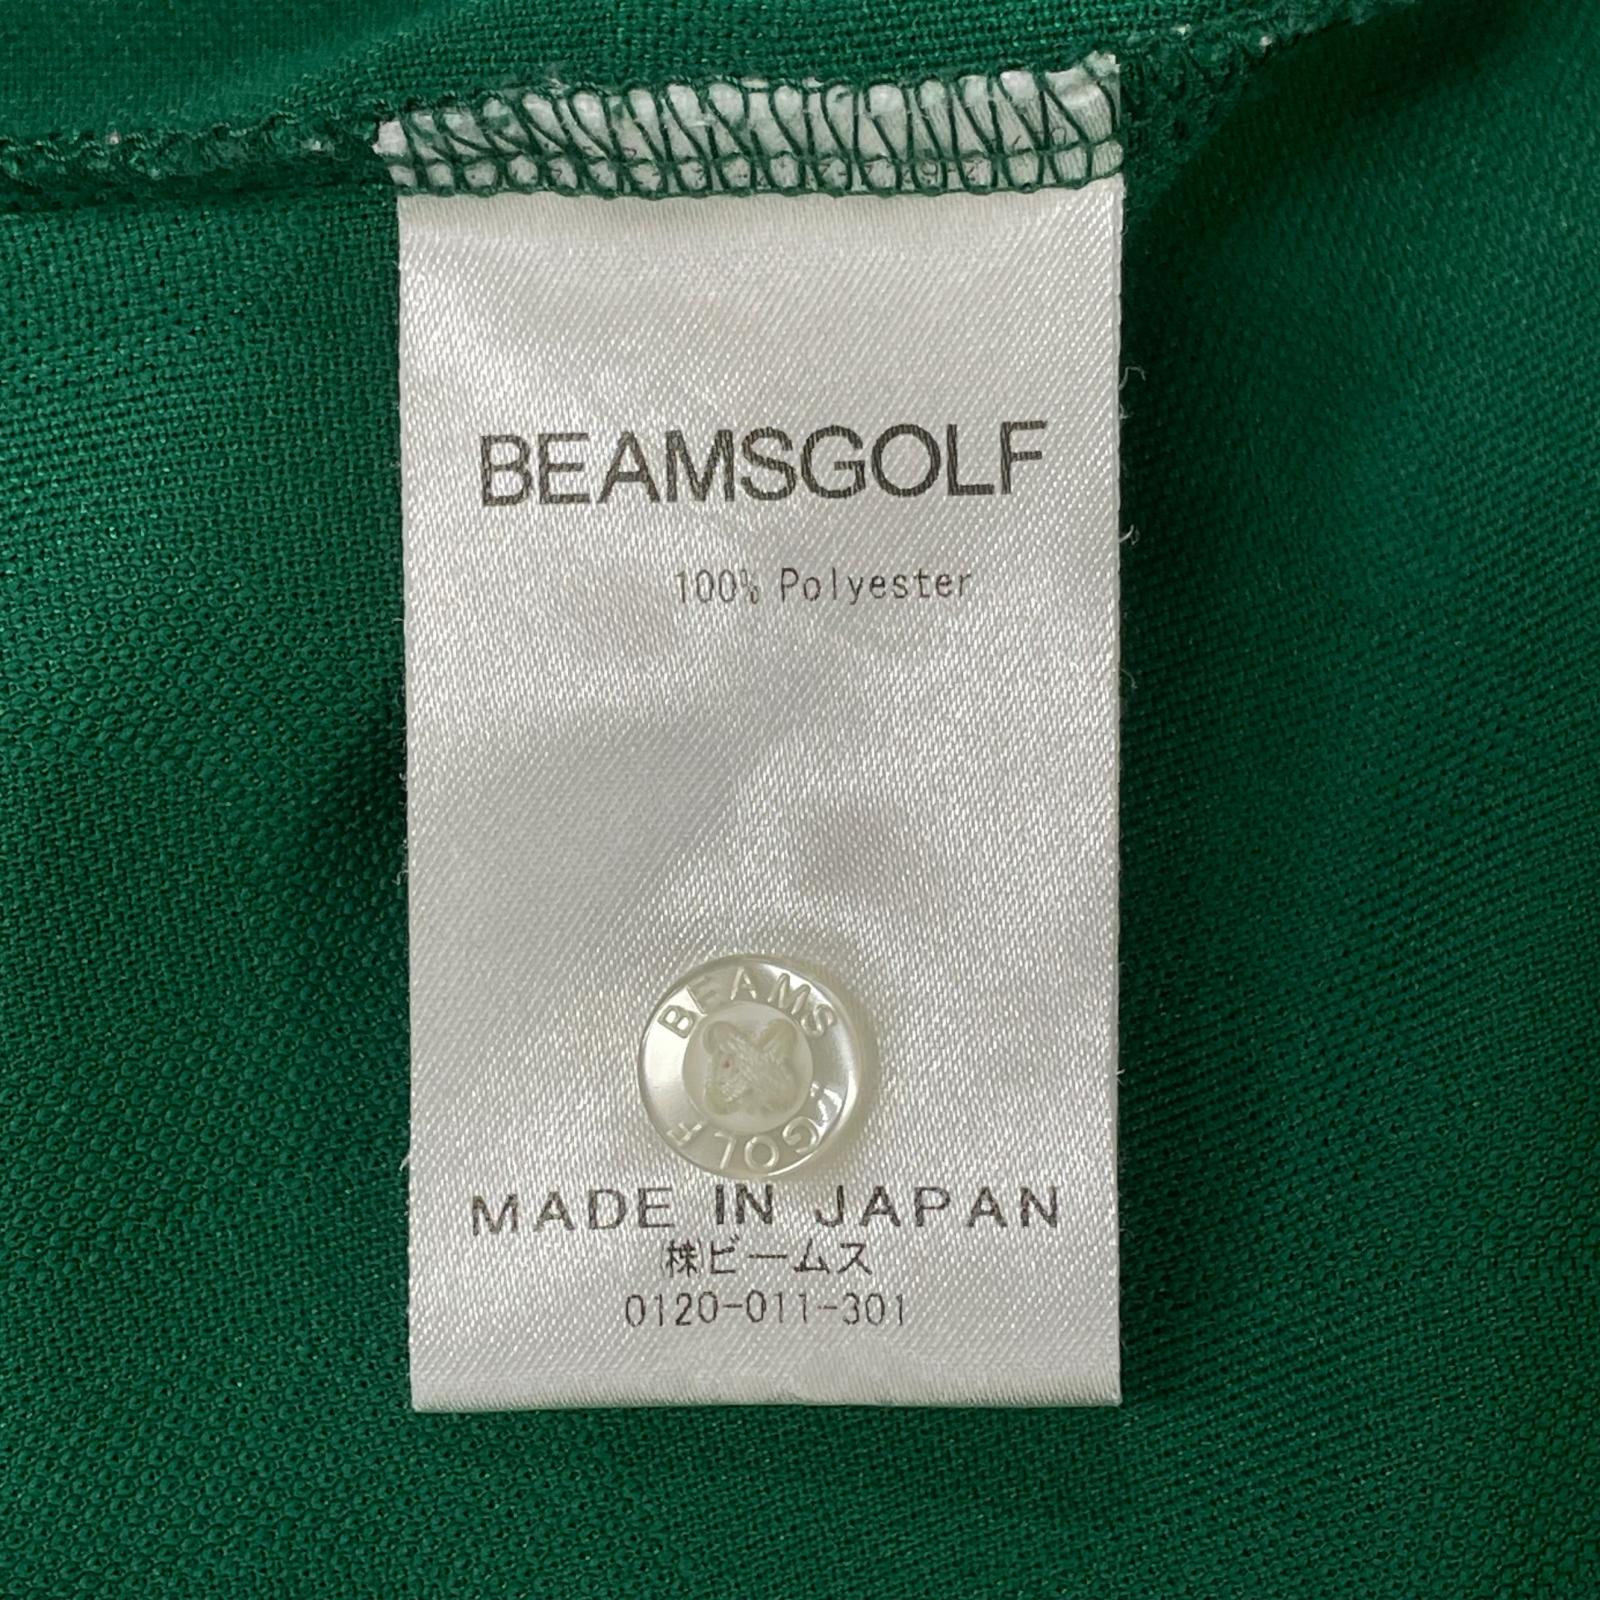 BEAMSGOLF
100% Polyester
BEAMS
GOLF
MADE IN JAPAN
㈱ビームス
0120-011-301